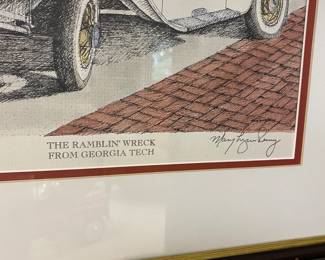 THE RAMBLIN' WRECK
FROM GEORGIA TECH